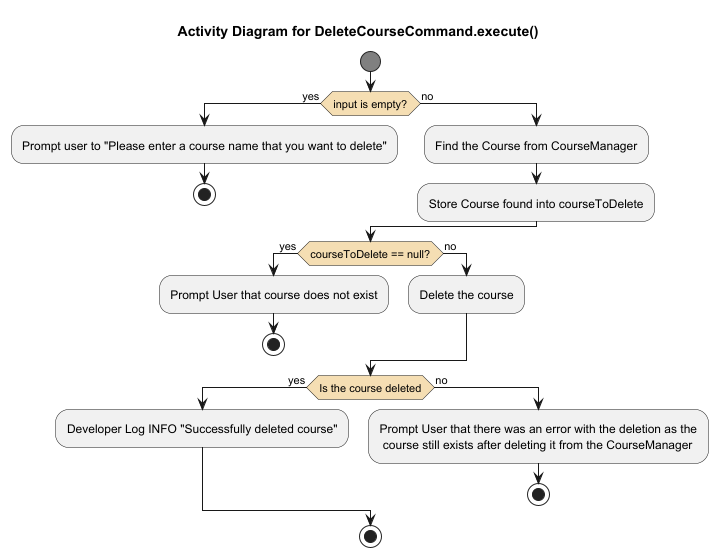 Activity Diagram for DeleteCourseCommand.execute()
yes
input is empty?
no
Prompt user to "Please enter a course name that you want to delete"
Find the Course from CourseManager
Store Course found into courseToDelete
yes
courseToDelete == null?
no
Prompt User that course does not exist
Delete the course
yes
Is the course deleted
no
Developer Log INFO "Successfully deleted course"
Prompt User that there was an error with the deletion as the
course still exists after deleting it from the CourseManager